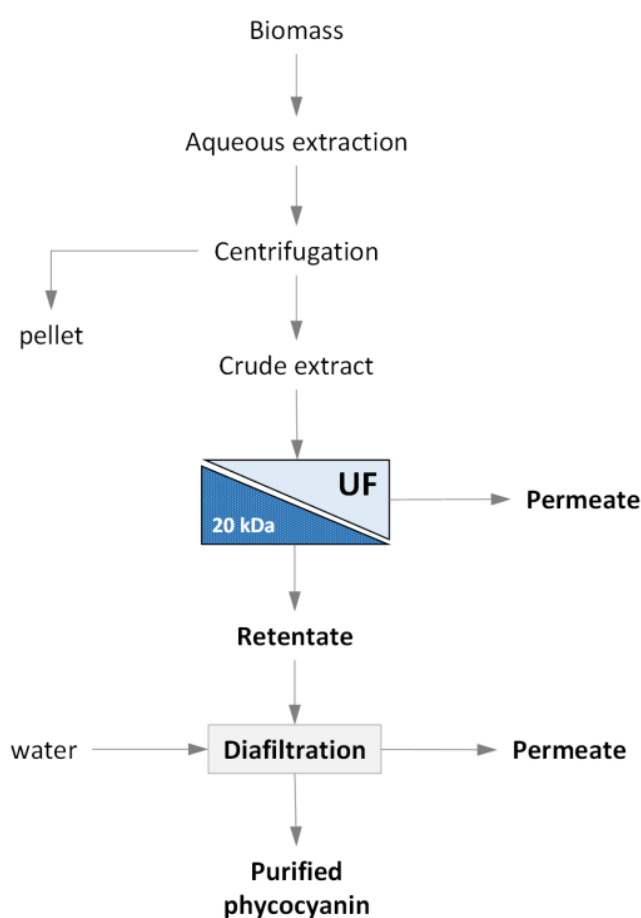 Biomass
Aqueous extraction
Centrifugation
pellet
Crude extract
UF
20 kDa
Permeate
Retentate
water
Diafiltration
Permeate
Purified
phycocyanin